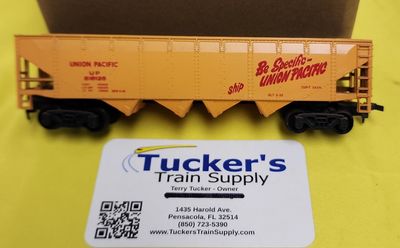 UNION PACIFIC
UP
ship
Be Specific-
UNION PACIFIC
Tucker's
Train Supply
Terry Tucker - Owner
1435 Harold Ave.
Pensacola, FL 32514
(850) 723-5390
www.TuckersTrainSupply.com